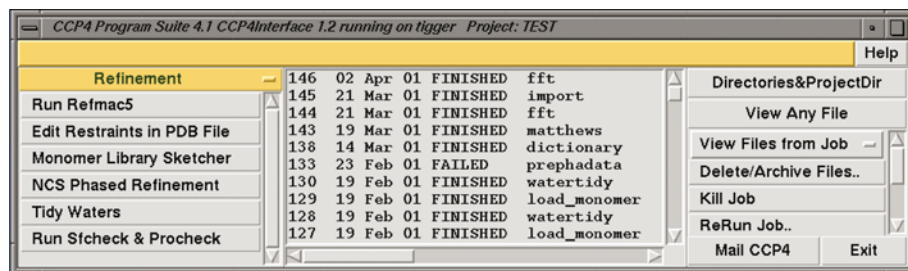 CCP4 Program Suite 4.1 CCP4Interface 1.2 running on tigger Project: TEST
Help
Refinement
Run Refmac5
Edit Restraints in PDB File
Monomer Library Sketcher
NCS Phased Refinement
Tidy Waters
Run Sfcheck & Procheck
146 02 Apr 01 FINISHED fft
145 21 Mar 01 FINISHED import
144 21 Mar 01 FINISHED fft
143 19 Mar 01 FINISHED matthews
138 14 Mar 01 FINISHED dictionary
133 23 Feb 01 FAILED prephadata
130 19 Feb 01 FINISHED watertidy
129 19 Feb 01 FINISHED load_monomer
128 19 Feb 01 FINISHED watertidy
127 19 Feb 01 FINISHED load_monomer
Directories&ProjectDir
View Any File
View Files from Job
Delete/Archive Files..
Kill Job
ReRun Job..
Mail CCP4
Exit